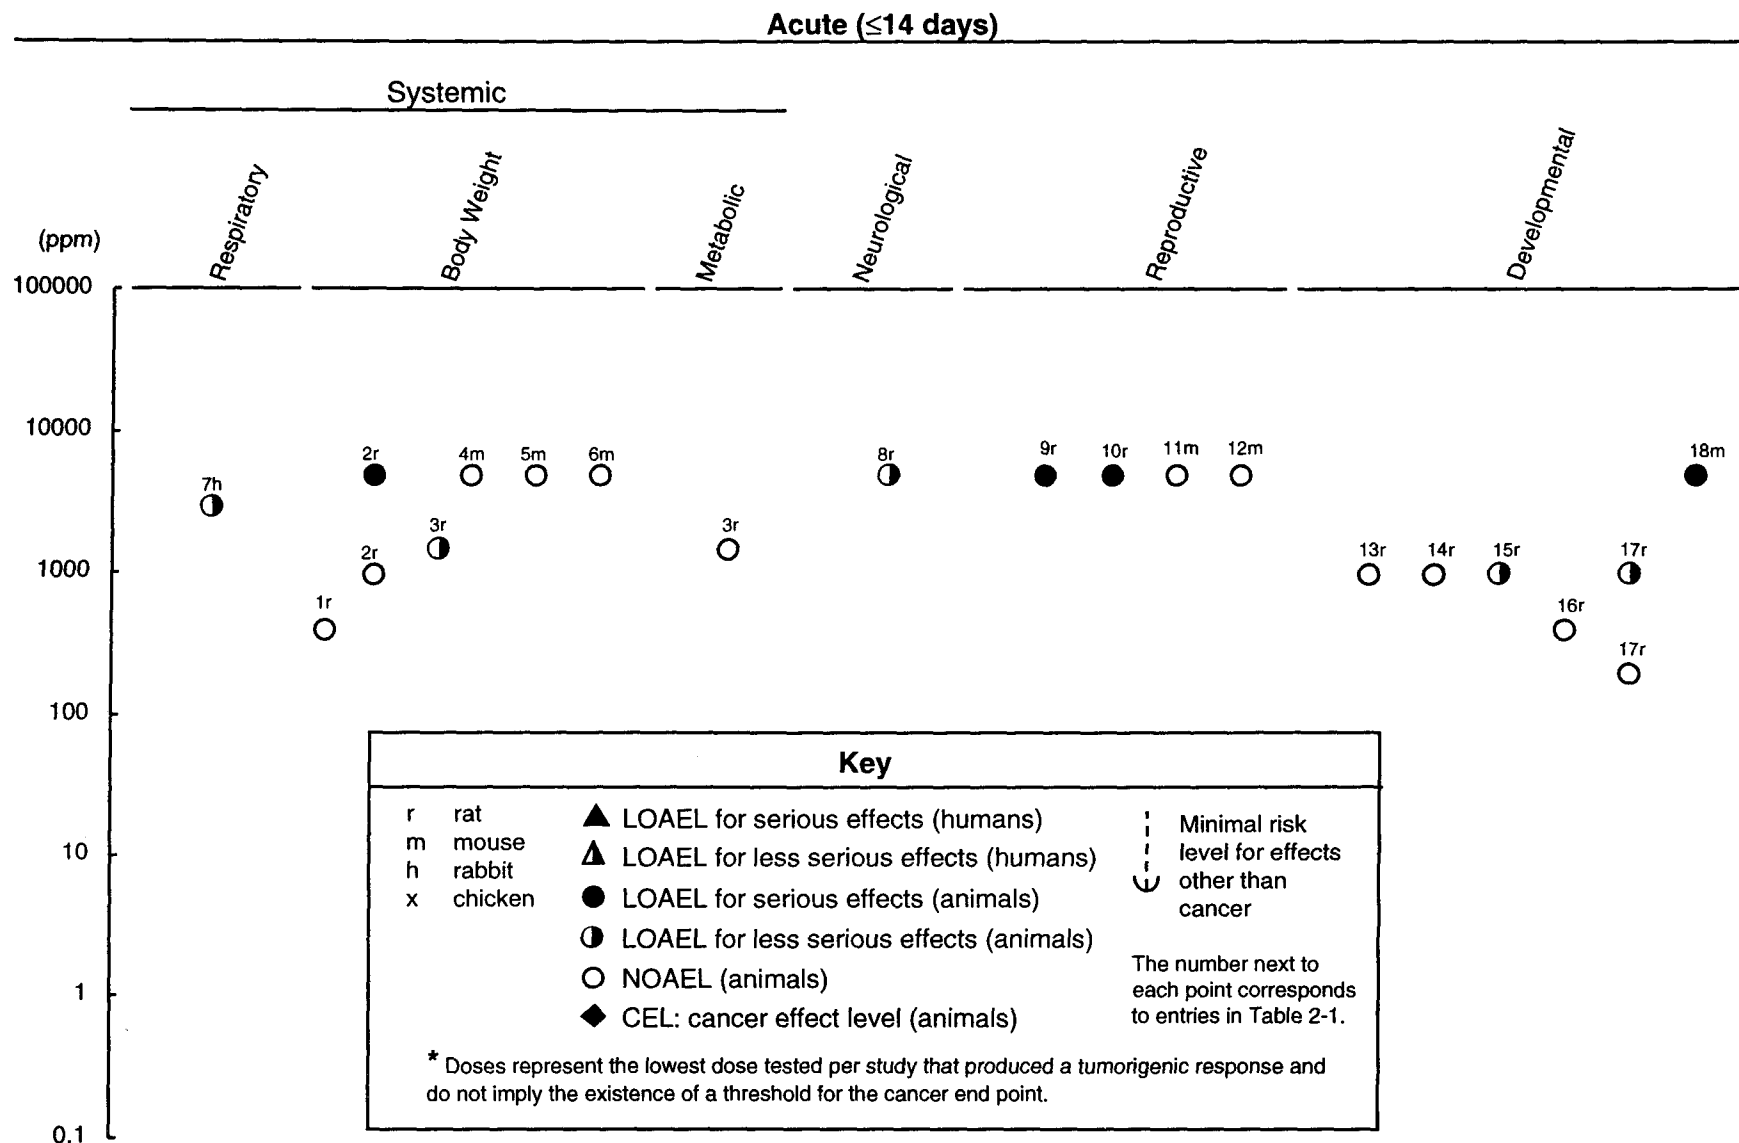 Acute (≤14 days)
Systemic
(ppm)
Respiratory
Body Weight
Metabolic
Neurological
Reproductive
Developmental
100000
10000
2r 4m 5m 6m 8r 9r 10r 11m 12m 18m
7h
3r 3r
1000
2r 13r 14r 15r 17r
1r 16r
17r
100
10
1
0.1
Key
r rat
m mouse
h rabbit
x chicken
LOAEL for serious effects (humans)
LOAEL for less serious effects (humans)
LOAEL for serious effects (animals)
LOAEL for less serious effects (animals)
NOAEL (animals)
CEL: cancer effect level (animals)
Minimal risk
level for effects
other than
cancer
The number next to
each point corresponds
to entries in Table 2-1.
* Doses represent the lowest dose tested per study that produced a tumorigenic response and
do not imply the existence of a threshold for the cancer end point.